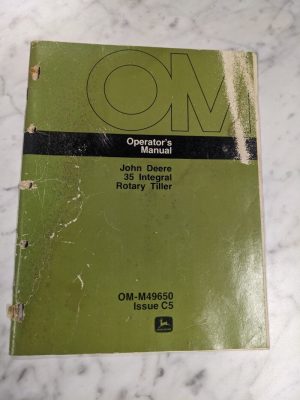 OM
Operator's
Manual
John Deere
35 Integral
Rotary Tiller
OM-M49650
Issue C5